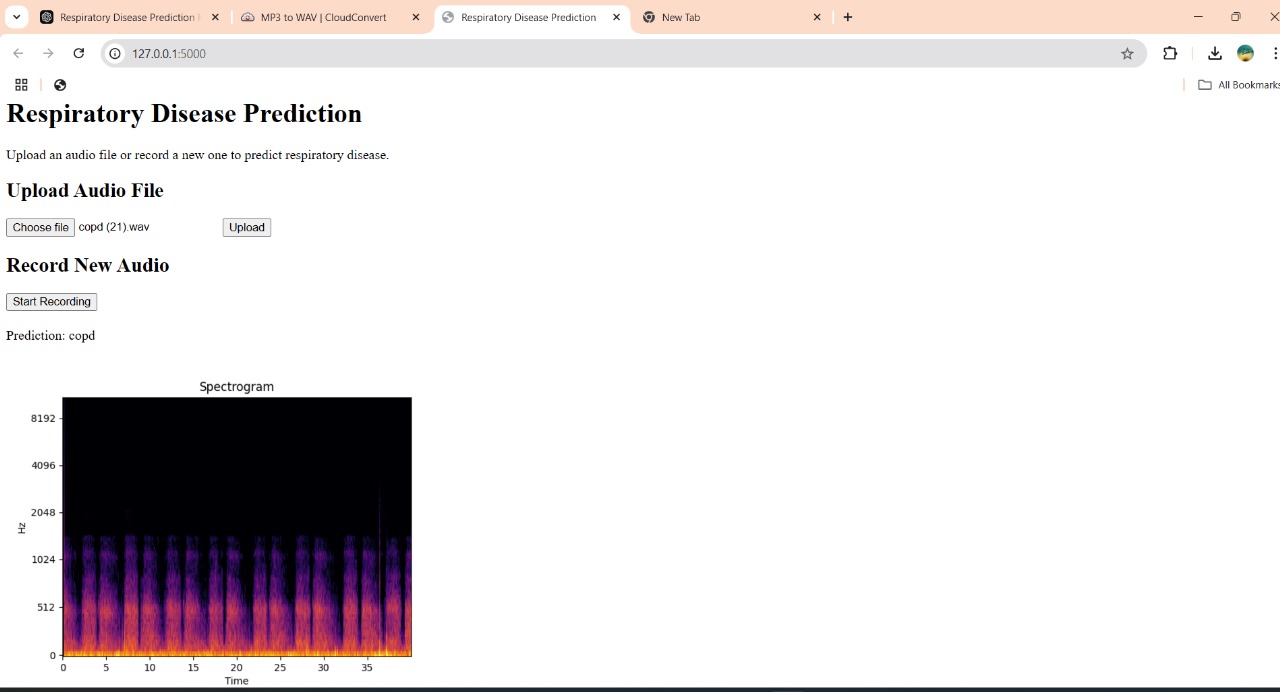 Respiratory Disease Prediction
MP3 to WAV | CloudConvert
Respiratory Disease Prediction
New Tab
127.0.0.1:5000
All Bookmarks
Respiratory Disease Prediction
Upload an audio file or record a new one to predict respiratory disease.
Upload Audio File
Choose file copd (21).wav Upload
Record New Audio
Start Recording
Prediction: copd
Spectrogram
8192
4096
2048
Hz
1024
512
0
0 5 10 15 20 25 30 35
Time